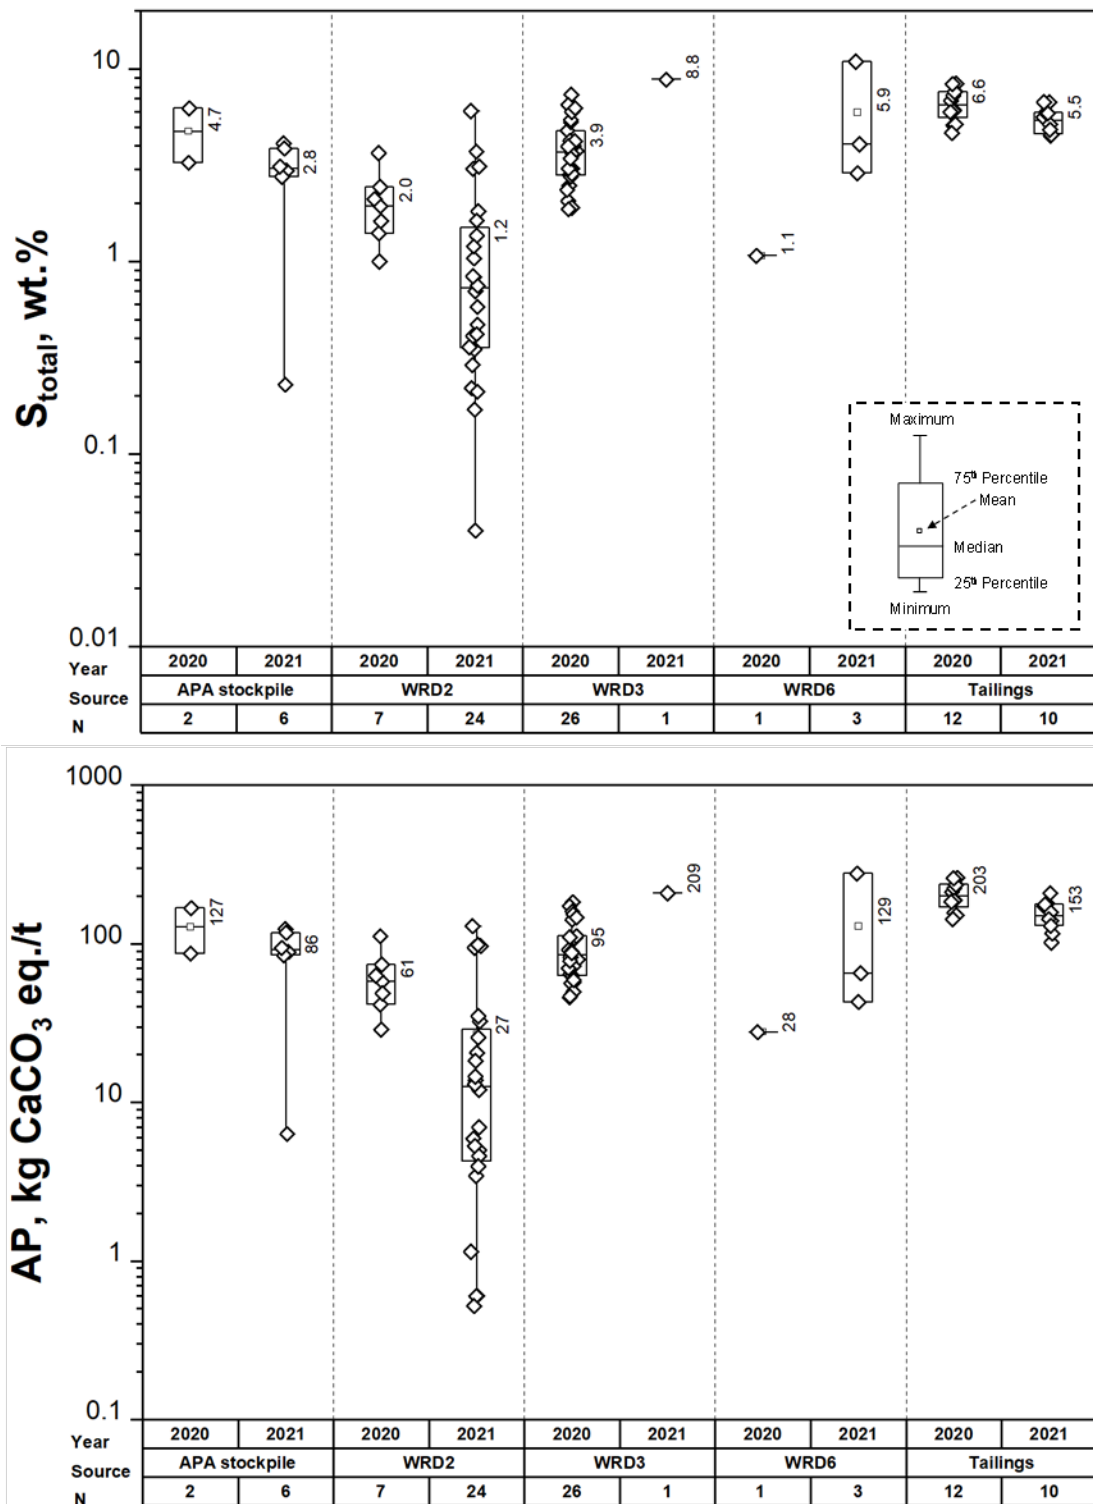 10
1
0.1
0.01
S_total, wt.%
4.7
2.8
2.0
1.2
3.9
8.8
1.1
5.9
6.6
5.5
Maximum
75th Percentile
Mean
Median
25th Percentile
Minimum
Year 2020 2021 2020 2021 2020 2021 2020 2021 2020 2021
Source APA stockpile WRD2 WRD3 WRD6 Tailings
N 2 6 7 24 26 1 1 3 12 10
1000
100
10
1
0.1
AP, kg CaCO3 eq./t
127
86
61
27
95
209
28
129
203
153
Year 2020 2021 2020 2021 2020 2021 2020 2021 2020 2021
Source APA stockpile WRD2 WRD3 WRD6 Tailings
N 2 6 7 24 26 1 1 3 12 10